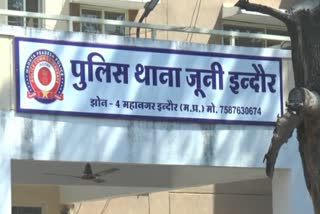 पुलिस थाना जूनी इन्दौर
झोन - 4 महानगर इन्दौर (म.प्र.) मो. 7587630674